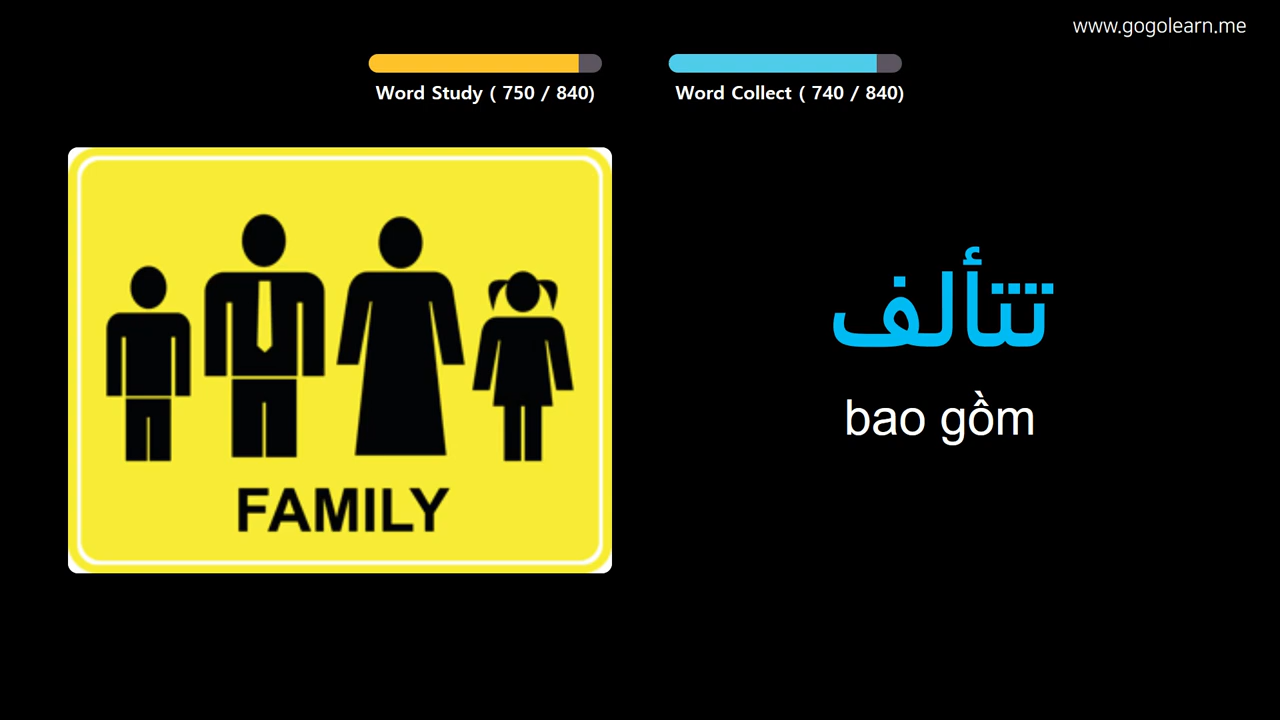 www.gogolearn.me
Word Study ( 750 / 840)
Word Collect ( 740 / 840)
FAMILY
تتألف
bao gồm